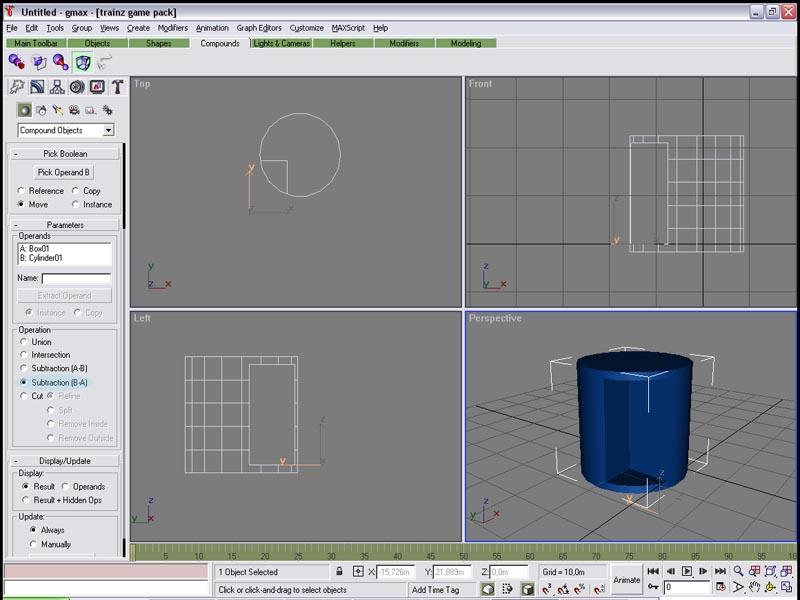 Untitled - gmax - [trainz game pack]
File Edit Tools Group Views Create Modifiers Animation Graph Editors Customize MAXScript Help
Main Toolbar Objects Shapes Compounds Lights & Cameras Helpers Modifiers Modeling
Compound Objects
- Pick Boolean
Pick Operand B
Reference Copy
Move Instance
- Parameters
Operands
A: Box01
B: Cylinder01
Name:
Extract Operand
Instance Copy
Operation
Union
Intersection
Subtraction (A-B)
Subtraction (B-A)
Cut Refine
Split
Remove Inside
Remove Outside
- Display/Update
Display:
Result Operands
Result + Hidden Ops
Update:
Always
Manually
Top
y
z x
y
z x
Front
z
y
z
y x
Left
z
y
z
y x
Perspective
z
y x
z
y x
5 10 15 20 25 30 35 40 45 50 55 60 65 70 75 80 85 90 95 100
1 Object Selected X: -15,726m Y: 21,889m Z: 0,0m Grid = 10,0m
Click or click-and-drag to select objects Add Time Tag
Animate
0